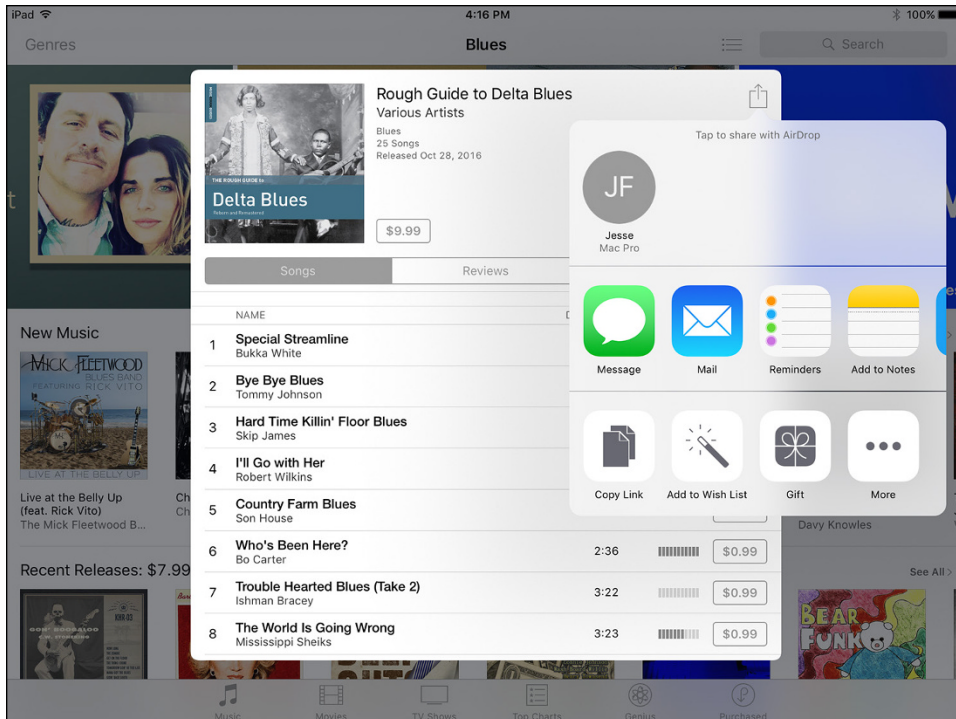 iPad
4:16 PM
100%
Genres
Blues
Search
Rough Guide to Delta Blues
Various Artists
Blues
25 Songs
Released Oct 28, 2016
THE ROUGH GUIDE to
Delta Blues
Reborn and Remastered
$9.99
Tap to share with AirDrop
JF
Jesse
Mac Pro
Songs
Reviews
Message
Mail
Reminders
Add to Notes
Copy Link
Add to Wish List
Gift
More
NAME
1 Special Streamline
Bukka White
2 Bye Bye Blues
Tommy Johnson
3 Hard Time Killin' Floor Blues
Skip James
4 I'll Go with Her
Robert Wilkins
5 Country Farm Blues
Son House
6 Who's Been Here? 2:36 $0.99
Bo Carter
7 Trouble Hearted Blues (Take 2) 3:22 $0.99
Ishman Bracey
8 The World Is Going Wrong 3:23 $0.99
Mississippi Sheiks
New Music
MICK FLEETWOOD
BLUES BAND
FEATURING RICK VITO
LIVE AT THE BELLY UP
Live at the Belly Up
(feat. Rick Vito)
The Mick Fleetwood B...
Ch
Ch
Davy Knowles
Recent Releases: $7.99
See All >
BEAR
FUNK
Music
Movies
TV Shows
Top Charts
Genius
Purchased